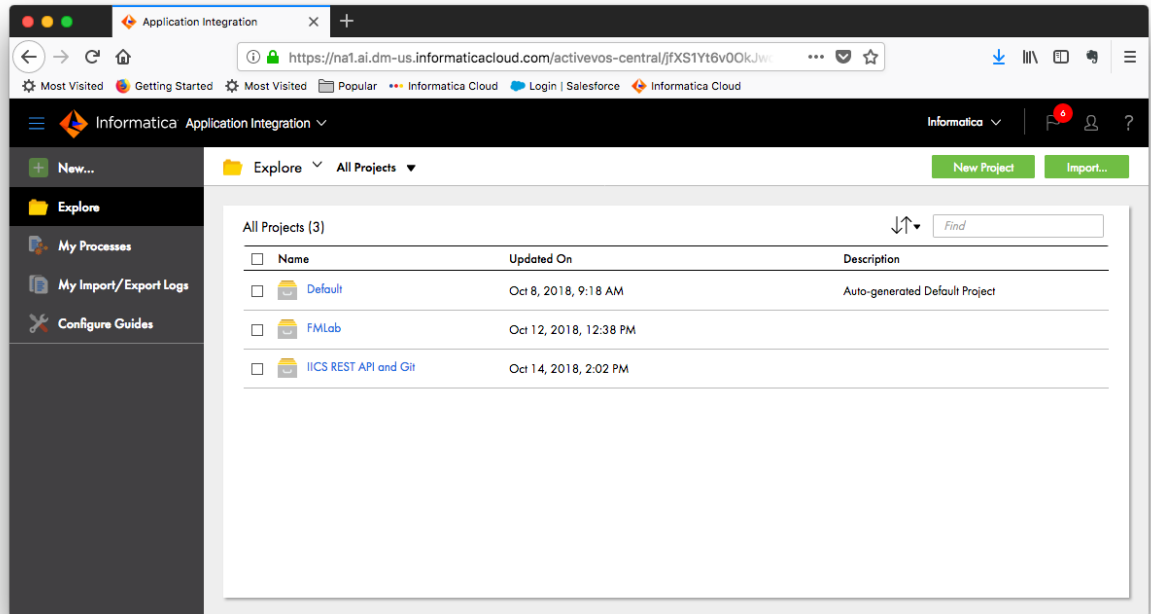 Application Integration
https://na1.ai.dm-us.informaticacloud.com/activevos-central/jfXS1Yt6v0OkJwc
Most Visited Getting Started Most Visited Popular Informatica Cloud Login | Salesforce Informatica Cloud
Informatica Application Integration Informatica 6 ?
New... Explore All Projects New Project Import...
Explore
All Projects (3) Find
My Processes
Name Updated On Description
My Import/Export Logs
Default Oct 8, 2018, 9:18 AM Auto-generated Default Project
Configure Guides
FMLab Oct 12, 2018, 12:38 PM
IICS REST API and Git Oct 14, 2018, 2:02 PM